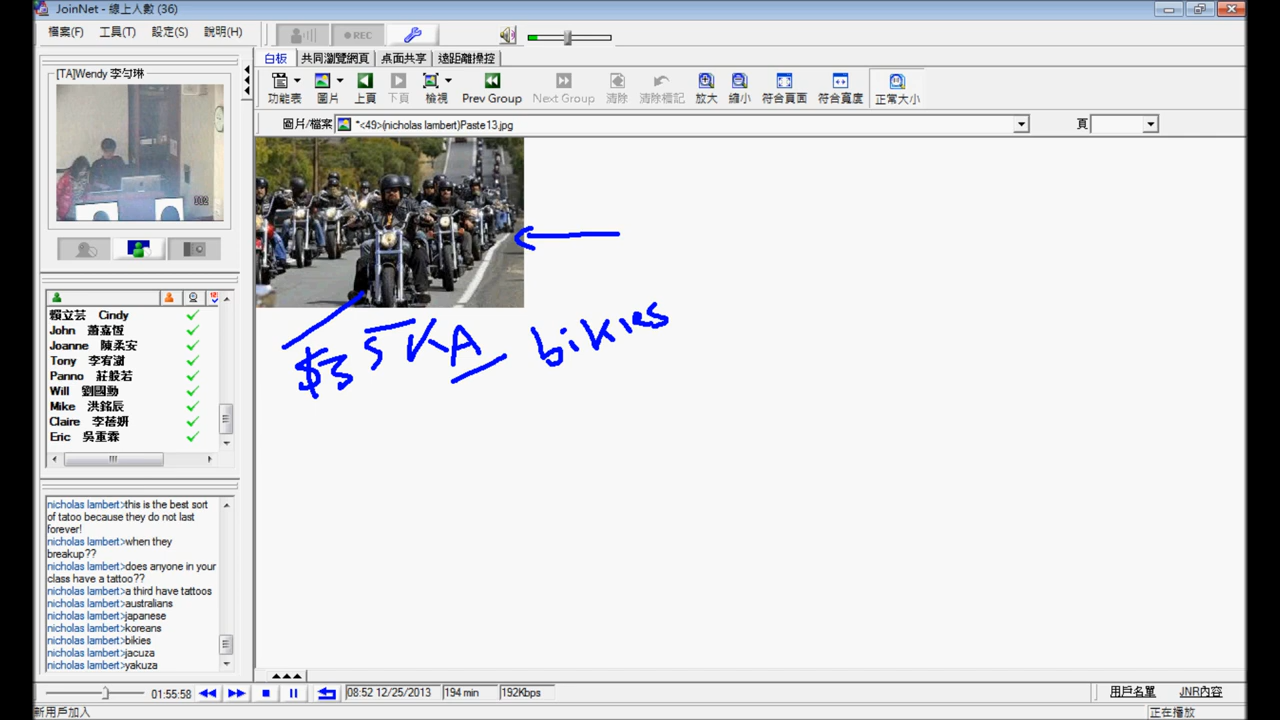 JoinNet - 線上人數 (36)
檔案(F) 工具(T) 設定(S) 說明(H)
REC
[TA]Wendy 李勻琳
白板 共同瀏覽網頁 桌面共享 遠距離操控
功能表 圖片 上頁 下頁 檢視 Prev Group Next Group 清除 清除標記 放大 縮小 符合頁面 符合寬度 正常大小
圖片/檔案 *<49>(nicholas lambert)Paste13.jpg 頁
$35KA bikies
賴立芸 Cindy
John 蕭嘉恆
Joanne 陳柔安
Tony 李宥澍
Panno 莊般若
Will 劉國勳
Mike 洪銘辰
Claire 李蓓妍
Eric 吳重霖
nicholas lambert>this is the best sort
of tatoo because they do not last
forever!
nicholas lambert>when they
breakup??
nicholas lambert>does anyone in your
class have a tattoo??
nicholas lambert>a third have tattoos
nicholas lambert>australians
nicholas lambert>japanese
nicholas lambert>koreans
nicholas lambert>bikies
nicholas lambert>jacuza
nicholas lambert>yakuza
01:55:58 08:52 12/25/2013 194 min 192Kbps 用戶名單 JNR內容
新用戶加入 正在播放